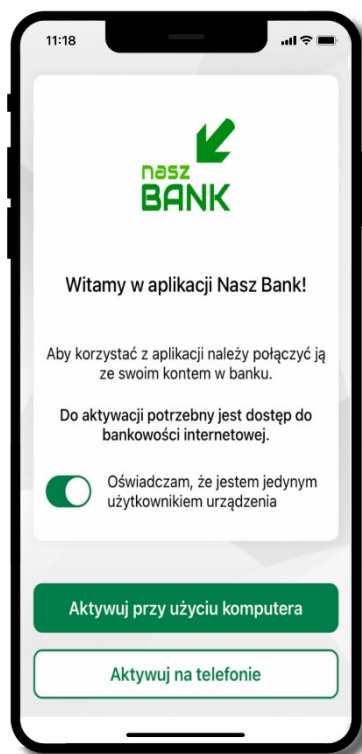 11:18
nasz
BANK
Witamy w aplikacji Nasz Bank!
Aby korzystać z aplikacji należy połączyć ją
ze swoim kontem w banku.
Do aktywacji potrzebny jest dostęp do
bankowości internetowej.
Oświadczam, że jestem jedynym
użytkownikiem urządzenia
Aktywuj przy użyciu komputera
Aktywuj na telefonie